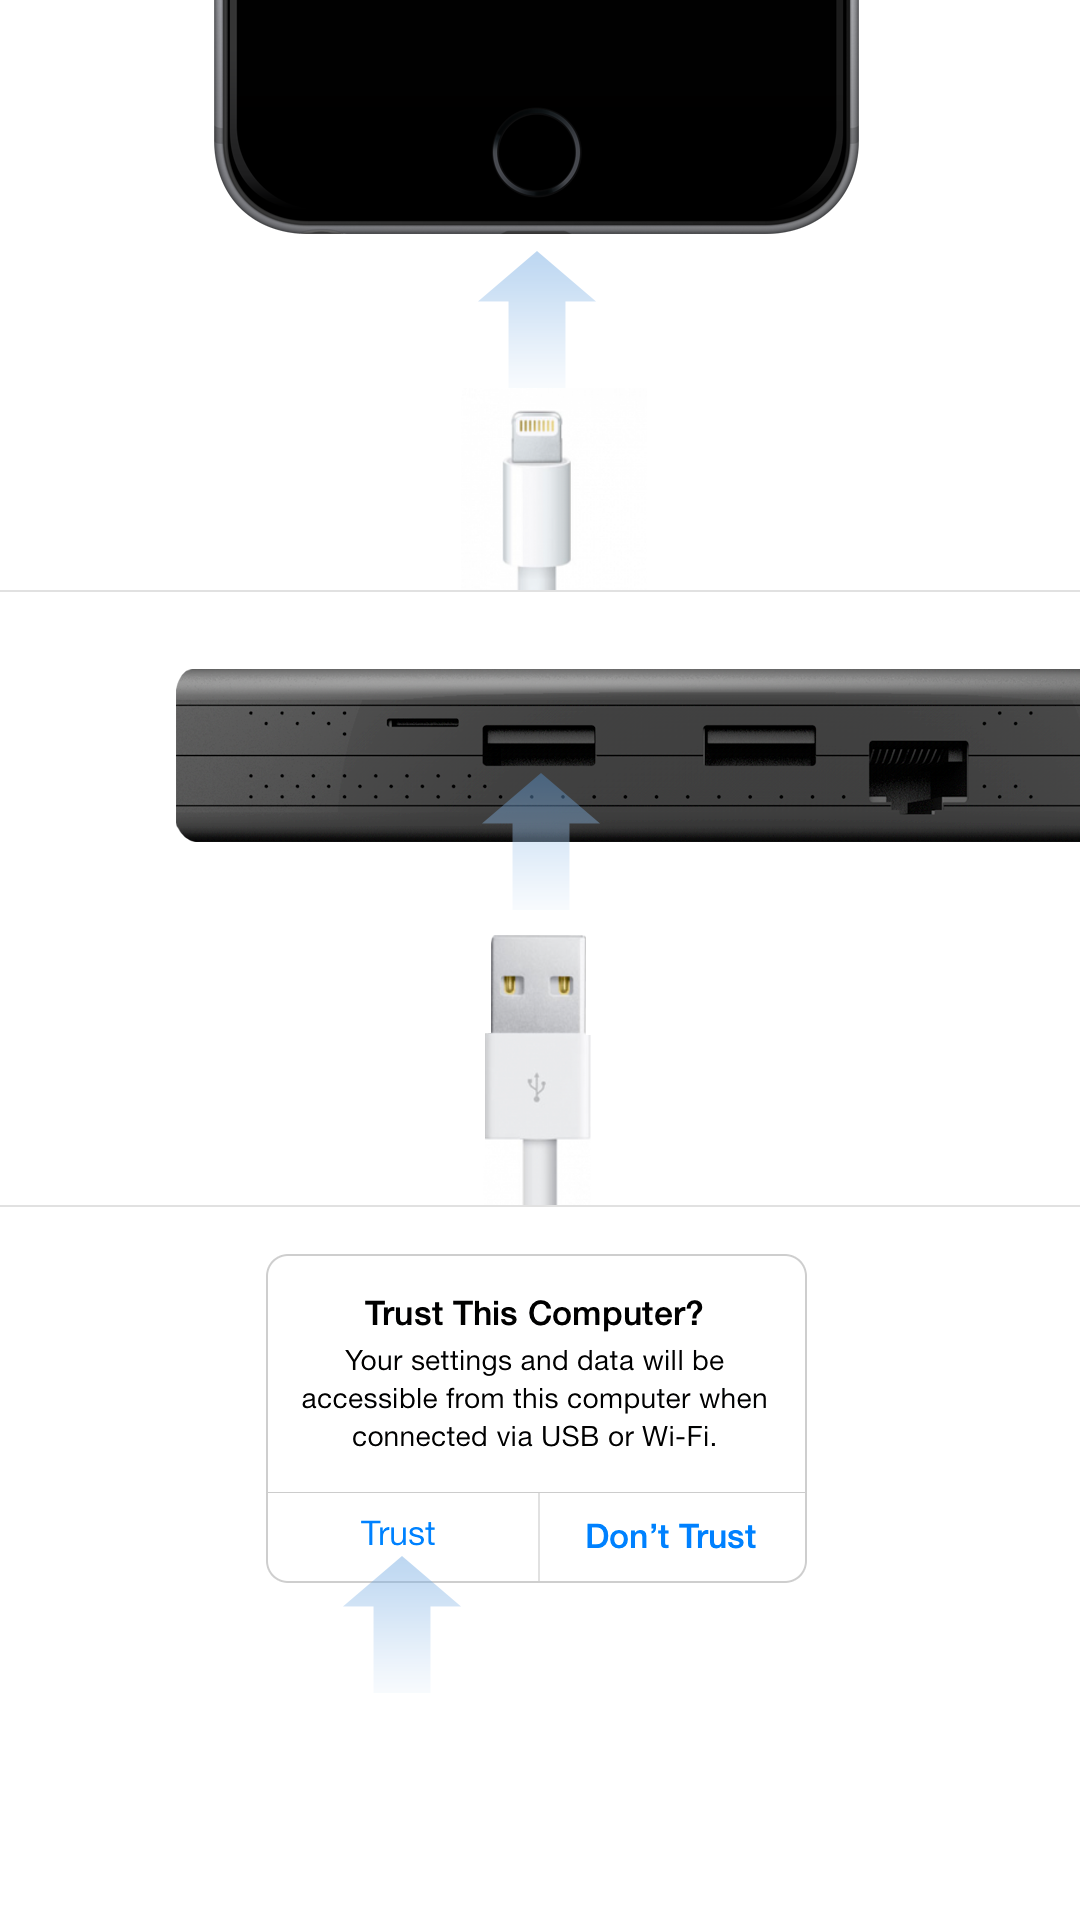 Trust This Computer?
Your settings and data will be
accessible from this computer when
connected via USB or Wi-Fi.
Trust
Don’t Trust